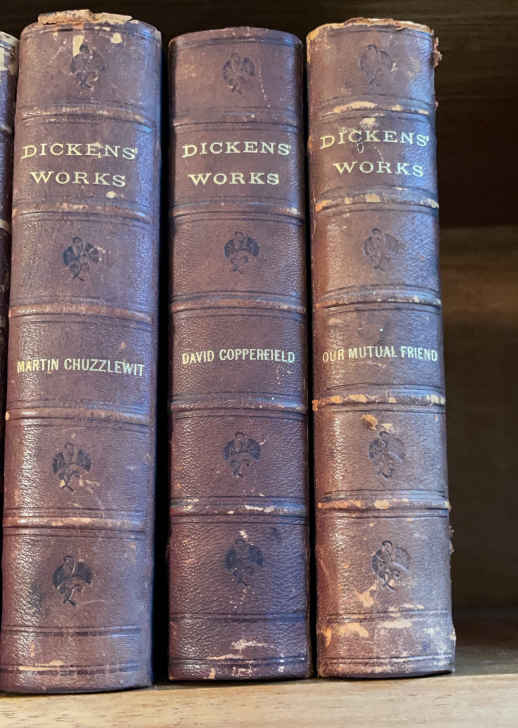 DICKENS'
WORKS
MARTIN CHUZZLEWIT
DICKENS'
WORKS
DAVID COPPERFIELD
DICKENS'
WORKS
OUR MUTUAL FRIEND